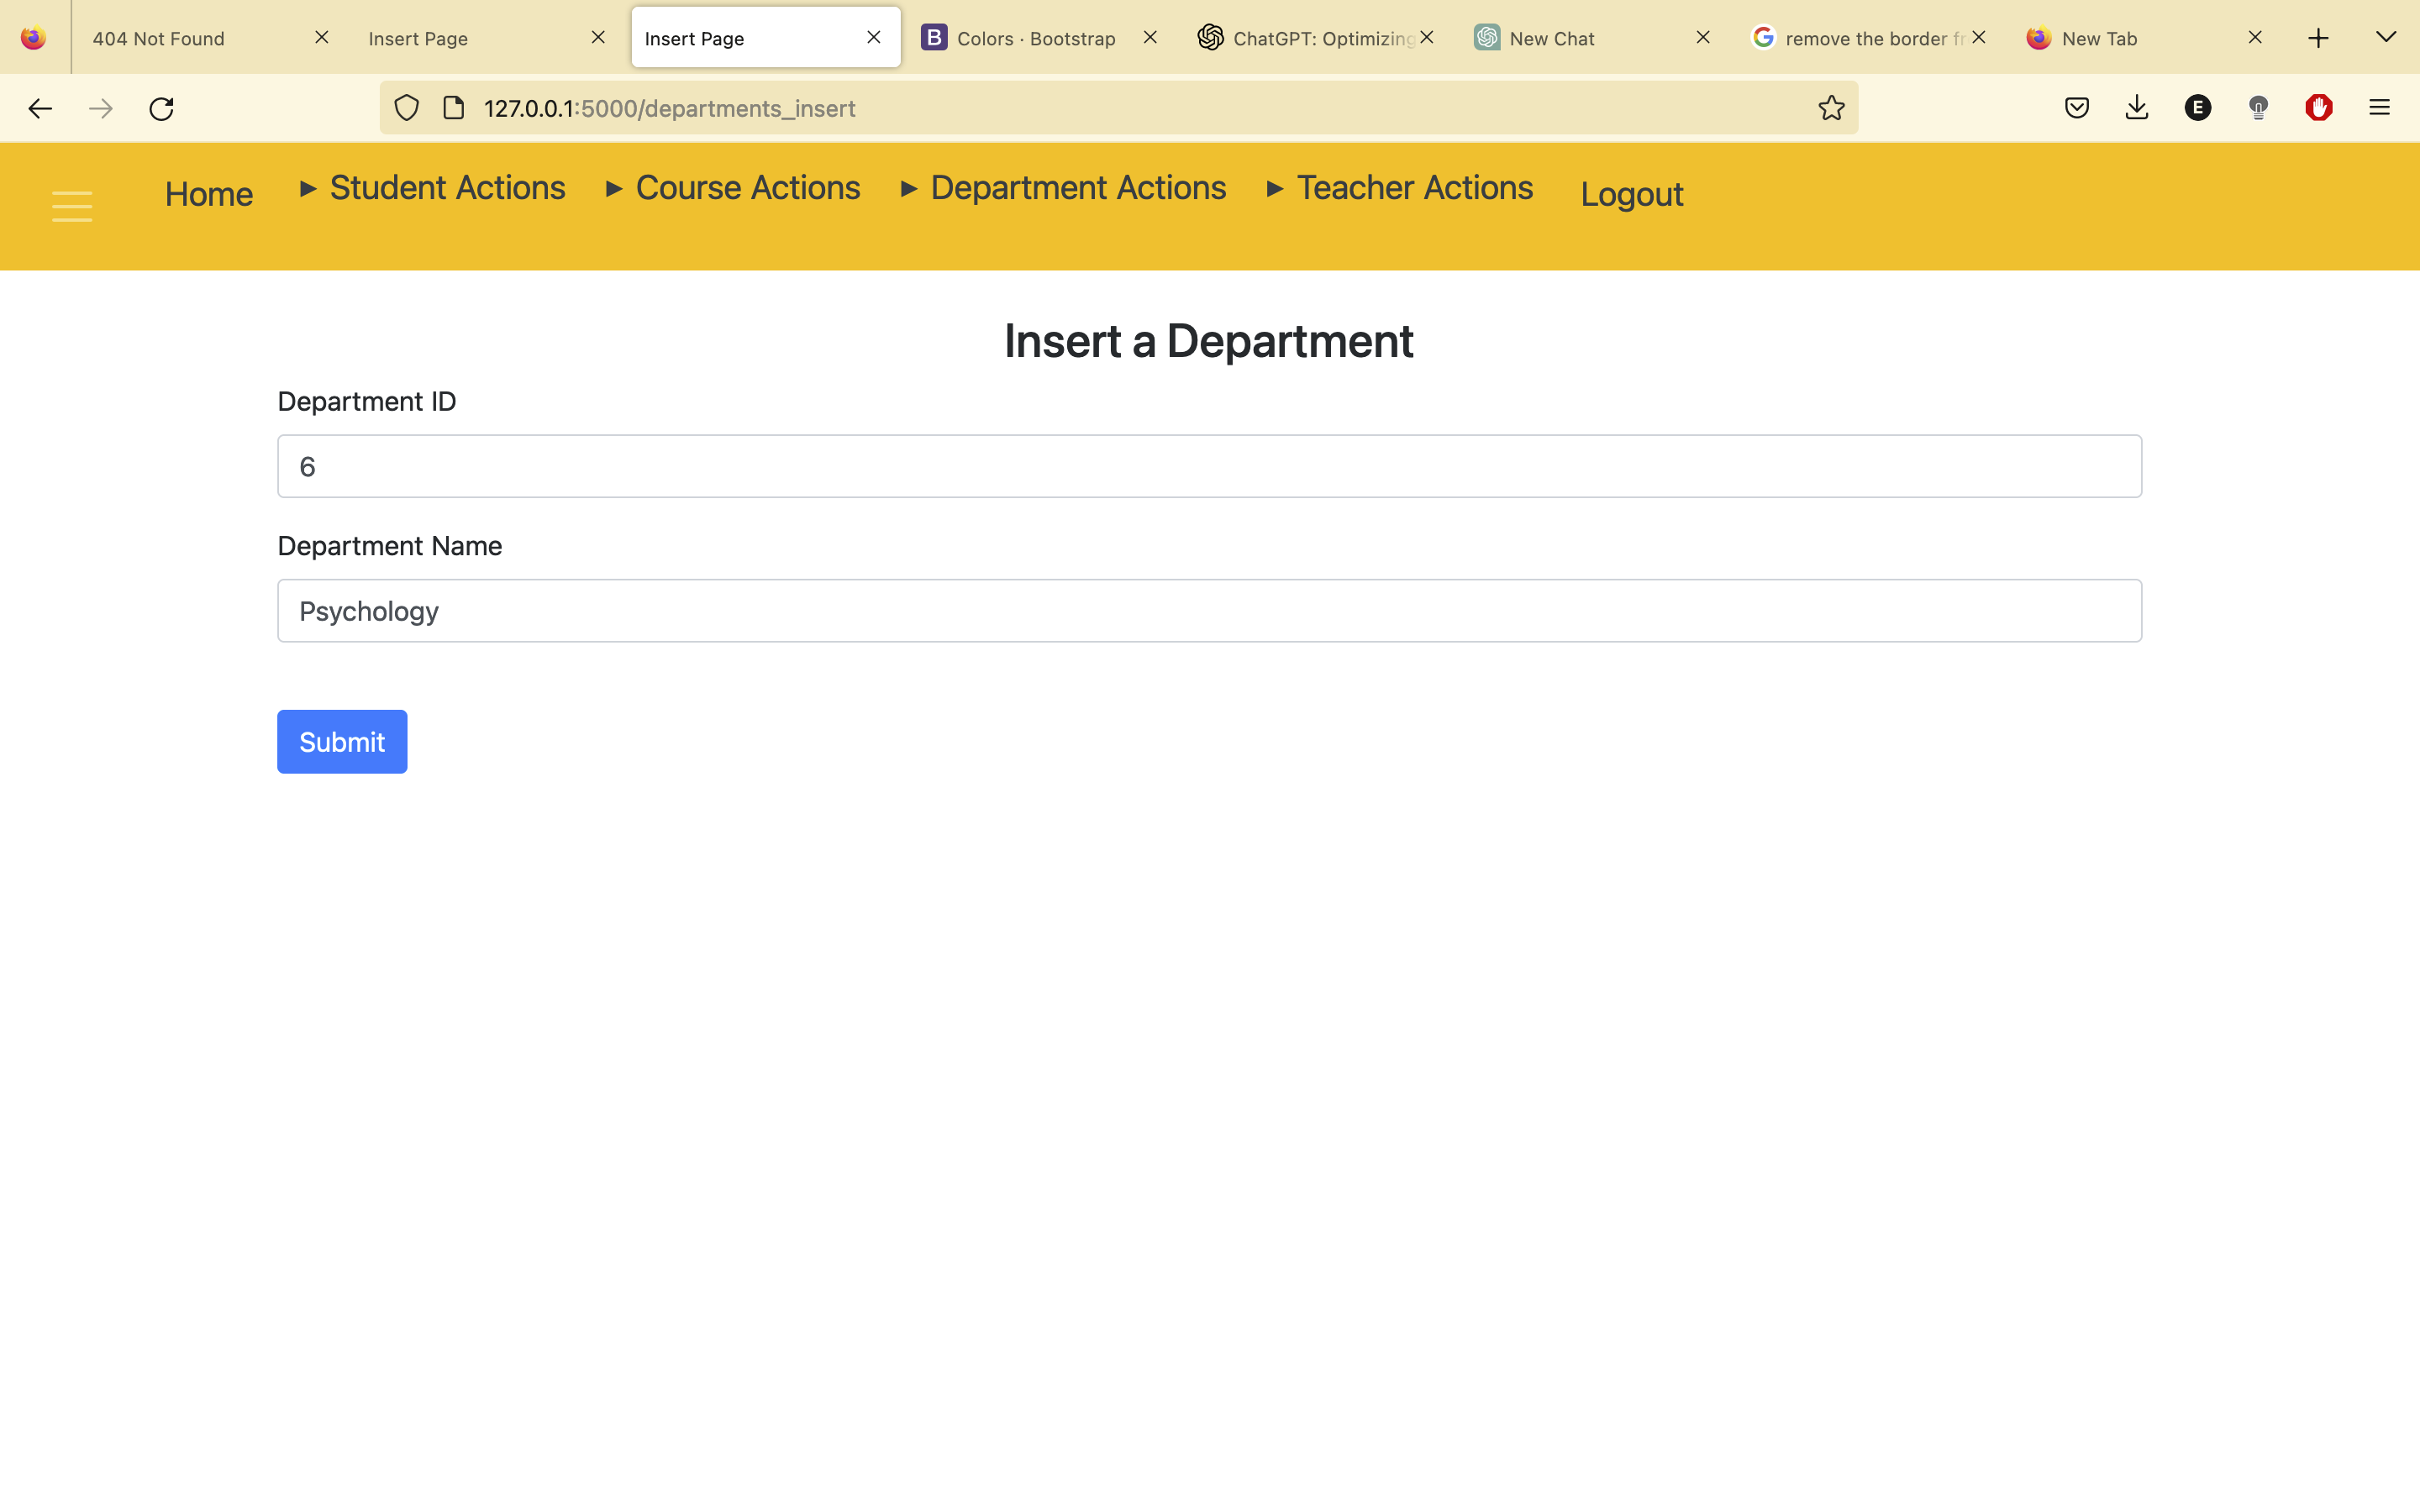 404 Not Found
Insert Page
Insert Page
B Colors · Bootstrap
ChatGPT: Optimizing
New Chat
G remove the border fr
New Tab
127.0.0.1:5000/departments_insert
E
Home
▶ Student Actions
▶ Course Actions
▶ Department Actions
▶ Teacher Actions
Logout
Insert a Department
Department ID
6
Department Name
Psychology
Submit